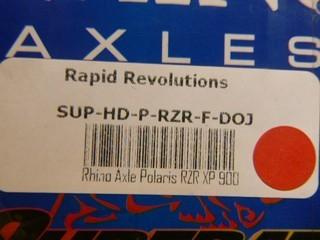 AXLES
Rapid Revolutions
SUP-HD-P-RZR-F-DOJ
Rhino Axle Polaris RZR XP 900